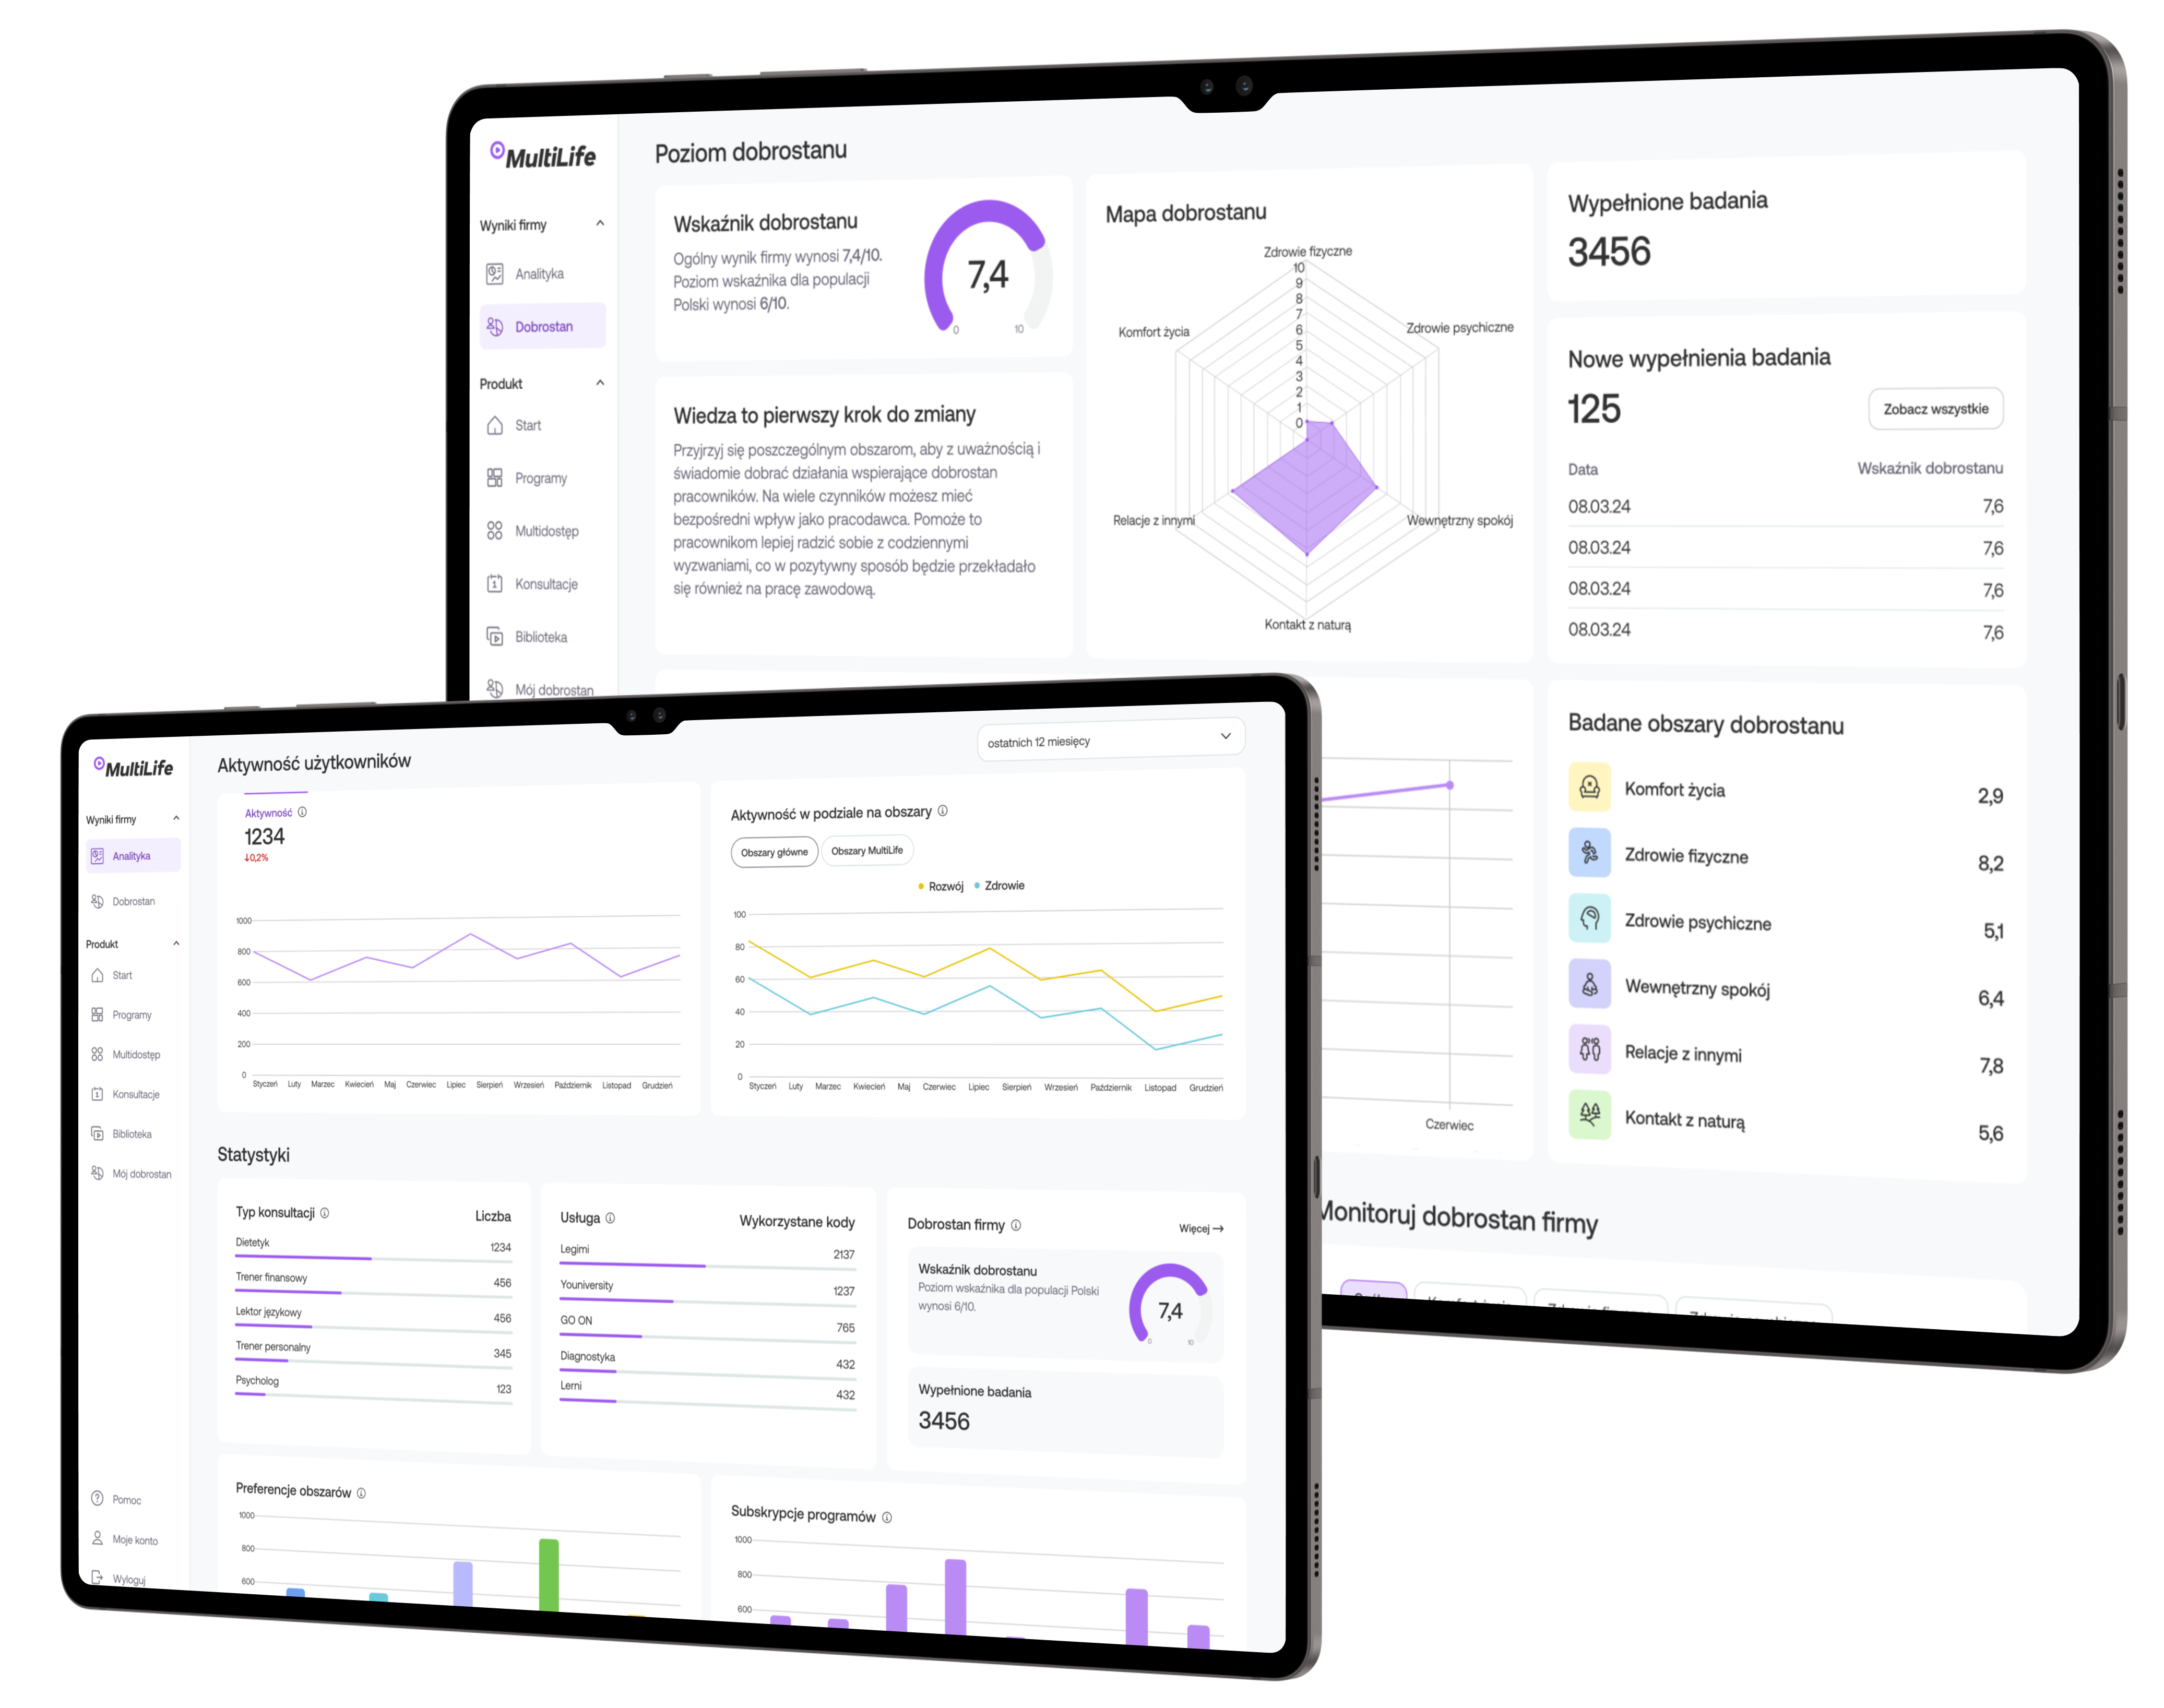 MultiLife
Wyniki firmy
Analityka
Dobrostan
Produkt
Start
Programy
Multidostęp
Konsultacje
Biblioteka
Mój dobrostan
Poziom dobrostanu
Wskaźnik dobrostanu
Ogólny wynik firmy wynosi 7,4/10.
Poziom wskaźnika dla populacji
Polski wynosi 6/10.
7,4
0
10
Wiedza to pierwszy krok do zmiany
Przyjrzyj się poszczególnym obszarom, aby z uważnością i
świadomie dobrać działania wspierające dobrostan
pracowników. Na wiele czynników możesz mieć
bezpośredni wpływ jako pracodawca. Pomoże to
pracownikom lepiej radzić sobie z codziennymi
wyzwaniami, co w pozytywny sposób będzie przekładało
się również na pracę zawodową.
Mapa dobrostanu
Zdrowie fizyczne
10
9
8
7
6
5
4
3
2
1
0
Komfort życia
Zdrowie psychiczne
Relacje z innymi
Wewnętrzny spokój
Kontakt z naturą
Wypełnione badania
3456
Nowe wypełnienia badania
125
Zobacz wszystkie
Data Wskaźnik dobrostanu
08.03.24 7,6
08.03.24 7,6
08.03.24 7,6
08.03.24 7,6
Czerwiec
Badane obszary dobrostanu
Komfort życia 2,9
Zdrowie fizyczne 8,2
Zdrowie psychiczne 5,1
Wewnętrzny spokój 6,4
Relacje z innymi 7,8
Kontakt z naturą 5,6
Monitoruj dobrostan firmy
MultiLife
Wyniki firmy
Analityka
Dobrostan
Produkt
Start
Programy
Multidostęp
Konsultacje
Biblioteka
Mój dobrostan
Pomoc
Moje konto
Wyloguj
Aktywność użytkowników
ostatnich 12 miesięcy
Aktywność
1234
↓0,2%
1000
800
600
400
200
0
Styczeń Luty Marzec Kwiecień Maj Czerwiec Lipiec Sierpień Wrzesień Październik Listopad Grudzień
Aktywność w podziale na obszary
Obszary główne Obszary MultiLife
Rozwój Zdrowie
100
80
60
40
20
0
Styczeń Luty Marzec Kwiecień Maj Czerwiec Lipiec Sierpień Wrzesień Październik Listopad Grudzień
Statystyki
Typ konsultacji Liczba
Dietetyk 1234
Trener finansowy 456
Lektor językowy 456
Trener personalny 345
Psycholog 123
Usługa Wykorzystane kody
Legimi 2137
Youniversity 1237
GO ON 765
Diagnostyka 432
Lerni 432
Dobrostan firmy Więcej →
Wskaźnik dobrostanu
Poziom wskaźnika dla populacji Polski
wynosi 6/10.
7,4
0
10
Wypełnione badania
3456
Preferencje obszarów
1000
800
600
Subskrypcje programów
1000
800
600